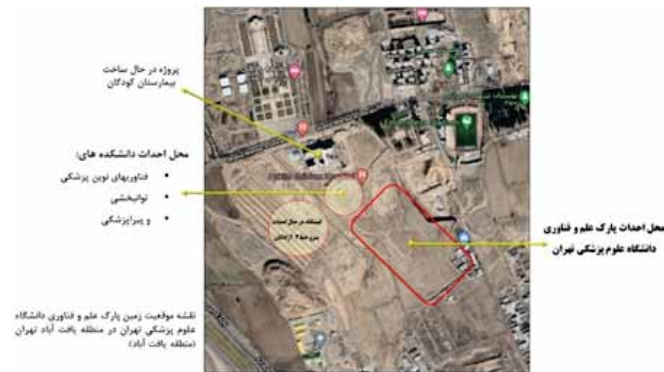 پروژه در حال ساخت
بیمارستان کودکان
محل احداث دانشکده های:
• فناوریهای نوین پزشکی
• توانبخشی
• و پیراپزشکی
محل احداث پارک علم و فناوری
دانشگاه علوم پزشکی تهران
نقشه موقعیت زمین پارک علم و فناوری دانشگاه
علوم پزشکی تهران در منطقه یافت آباد تهران
(منطقه یافت آباد)